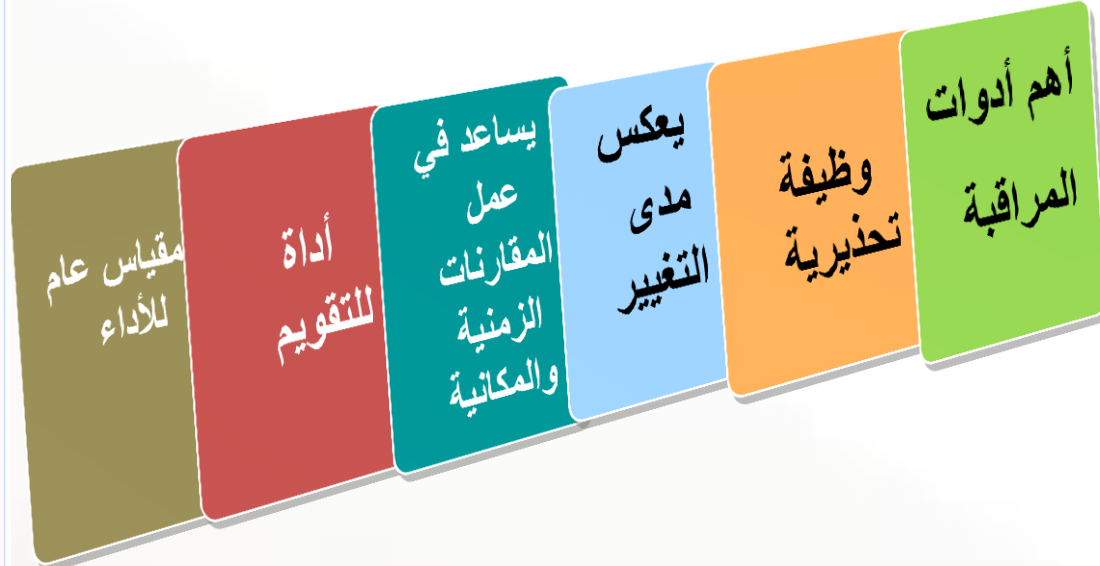 أهم أدوات
المراقبة
وظيفة
تحذيرية
يعكس
مدى
التغيير
يساعد في
عمل
المقارنات
الزمنية
والمكانية
أداة
للتقويم
مقياس عام
للأداء